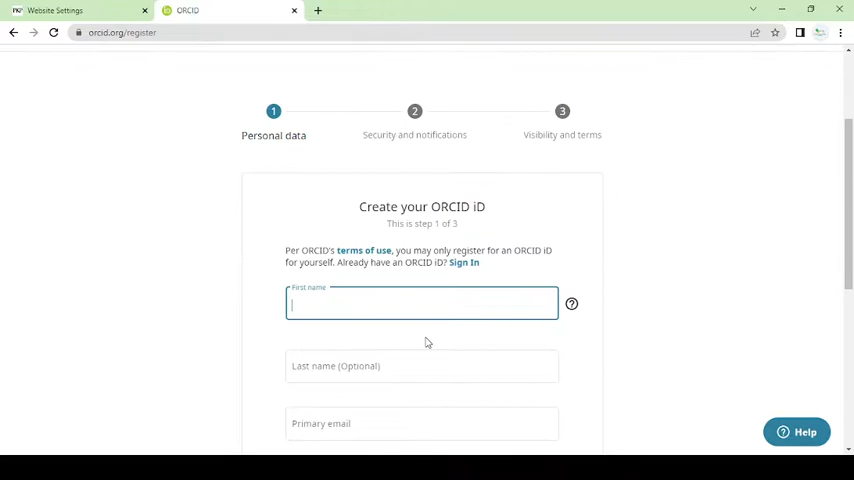 PKP Website Settings
iD ORCID
orcid.org/register
1 2 3
Personal data Security and notifications Visibility and terms
Create your ORCID iD
This is step 1 of 3
Per ORCID's terms of use, you may only register for an ORCID iD
for yourself. Already have an ORCID iD? Sign In
First name
Last name (Optional)
Primary email
Help